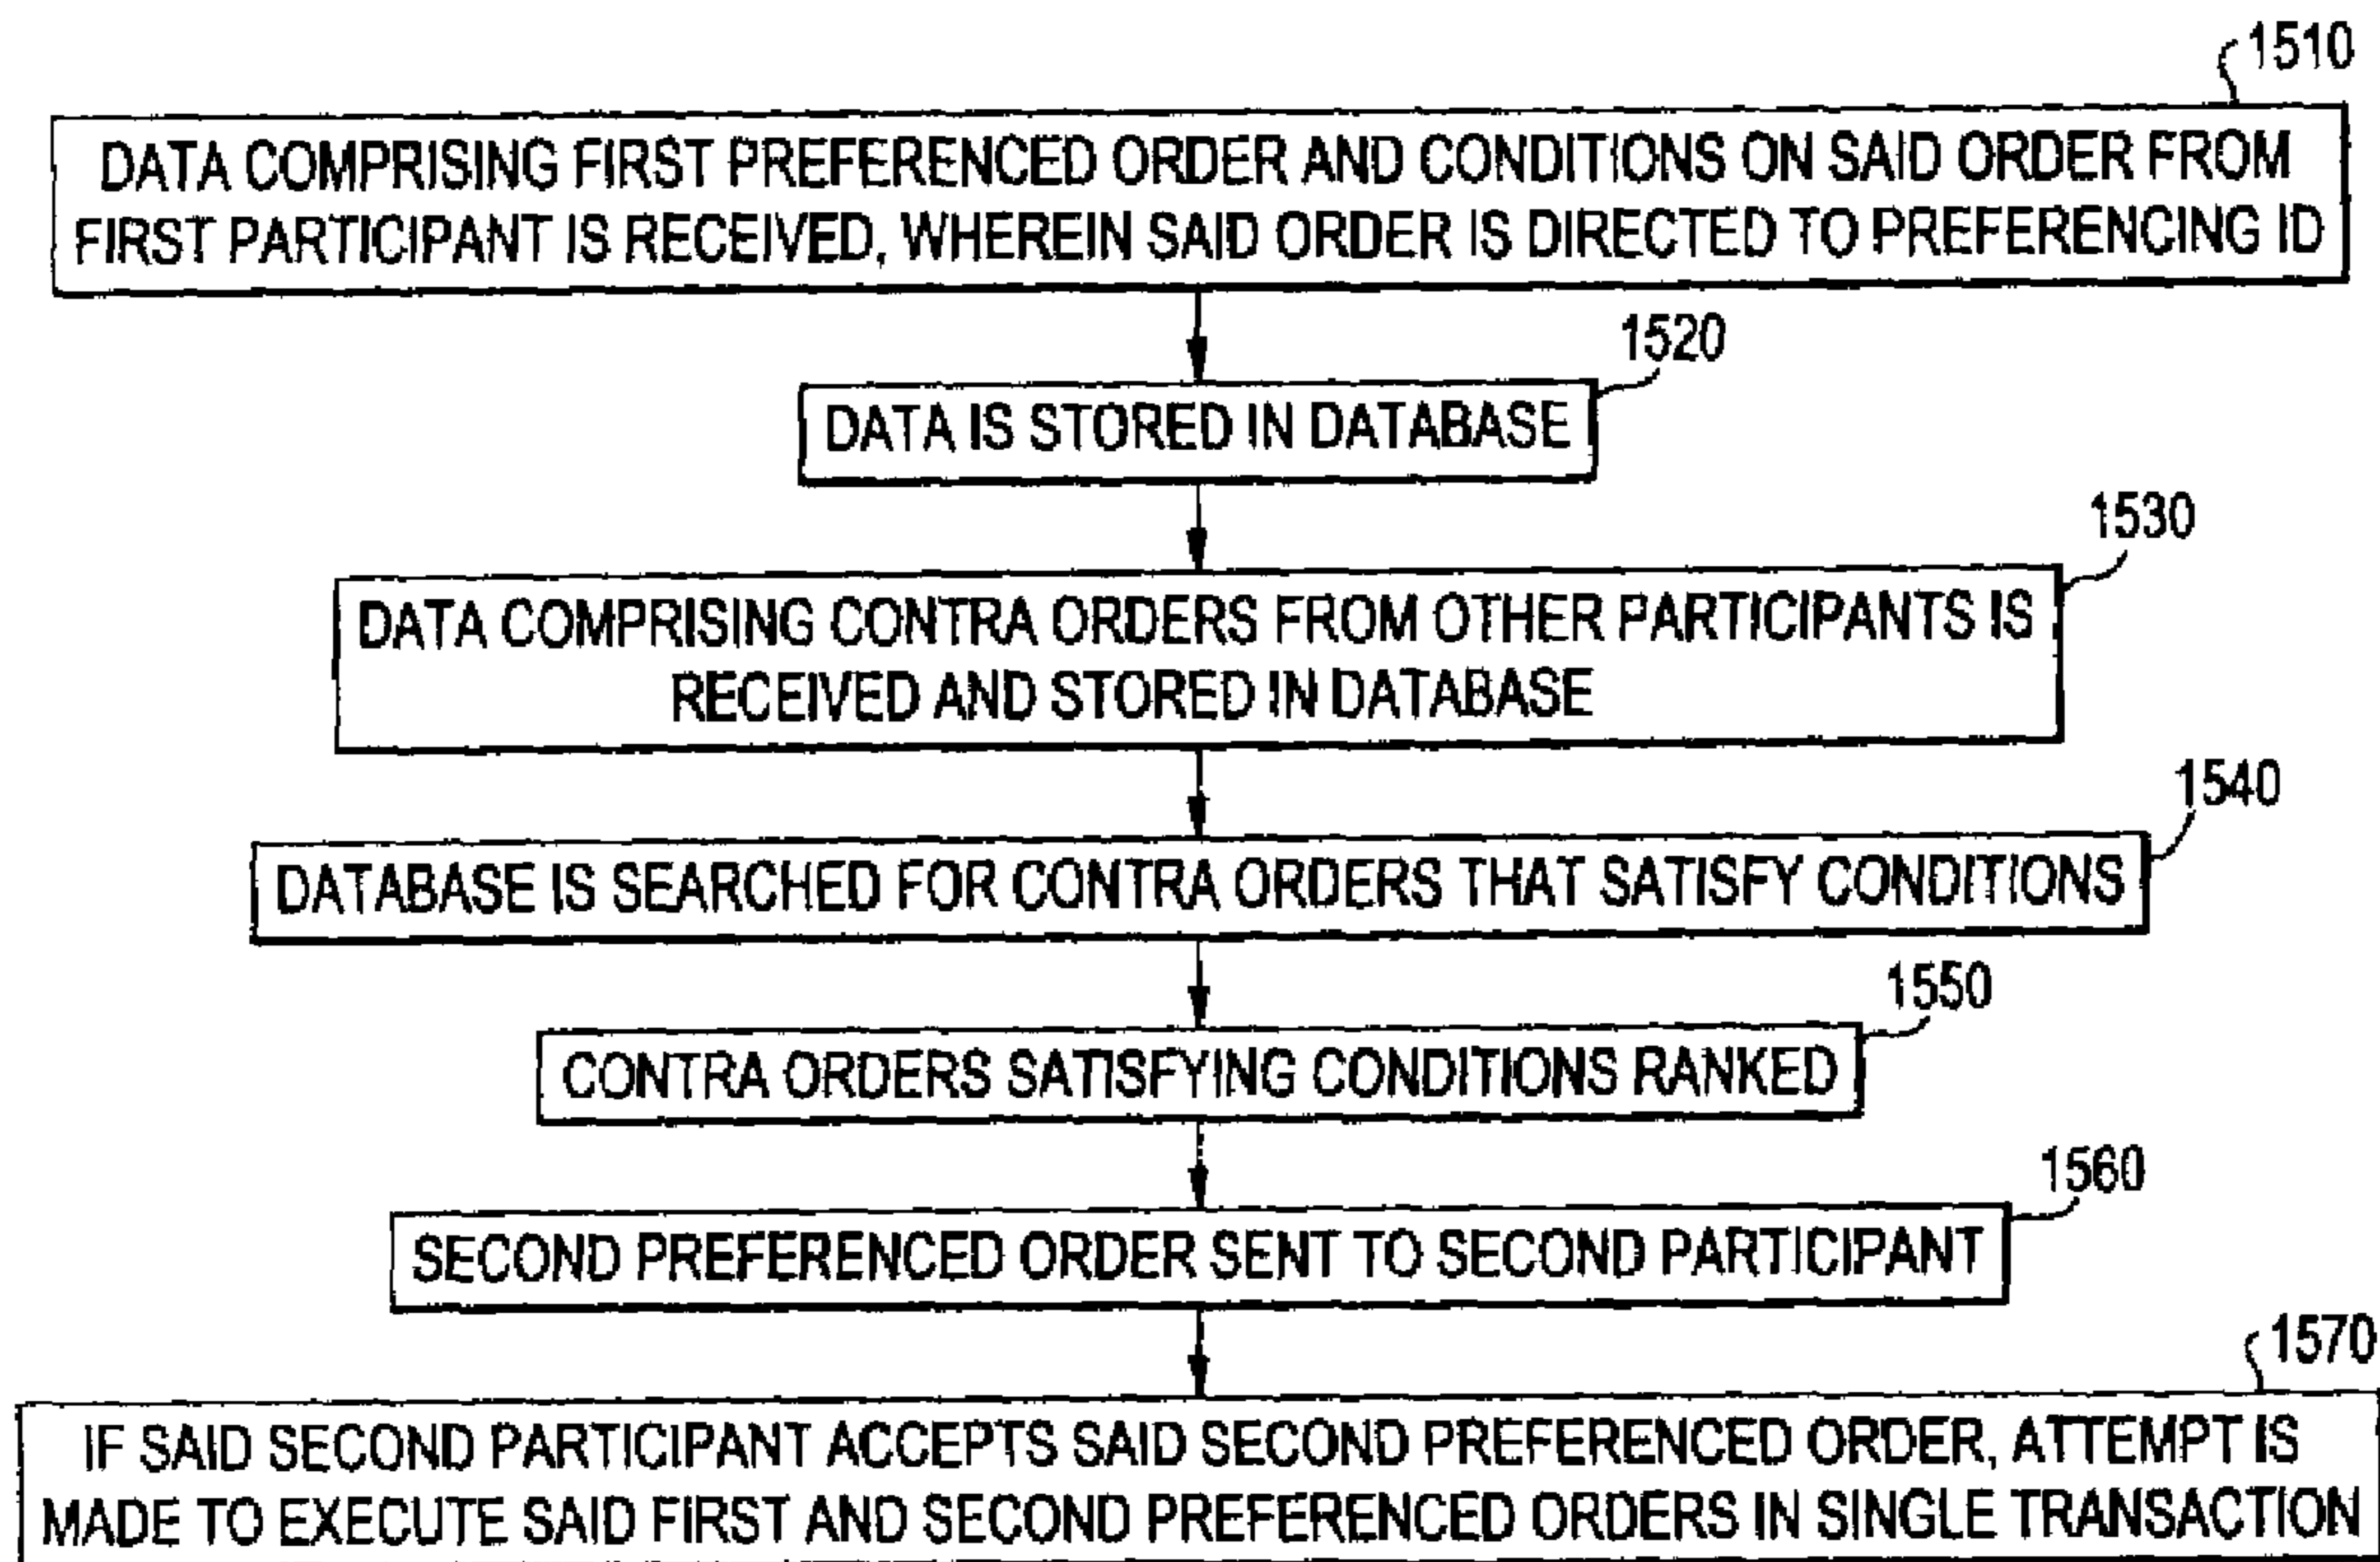 1510
DATA COMPRISING FIRST PREFERENCED ORDER AND CONDITIONS ON SAID ORDER FROM
FIRST PARTICIPANT IS RECEIVED, WHEREIN SAID ORDER IS DIRECTED TO PREFERENCING ID
1520
DATA IS STORED IN DATABASE
1530
DATA COMPRISING CONTRA ORDERS FROM OTHER PARTICIPANTS IS
RECEIVED AND STORED IN DATABASE
1540
DATABASE IS SEARCHED FOR CONTRA ORDERS THAT SATISFY CONDITIONS
1550
CONTRA ORDERS SATISFYING CONDITIONS RANKED
1560
SECOND PREFERENCED ORDER SENT TO SECOND PARTICIPANT
1570
IF SAID SECOND PARTICIPANT ACCEPTS SAID SECOND PREFERENCED ORDER, ATTEMPT IS
MADE TO EXECUTE SAID FIRST AND SECOND PREFERENCED ORDERS IN SINGLE TRANSACTION